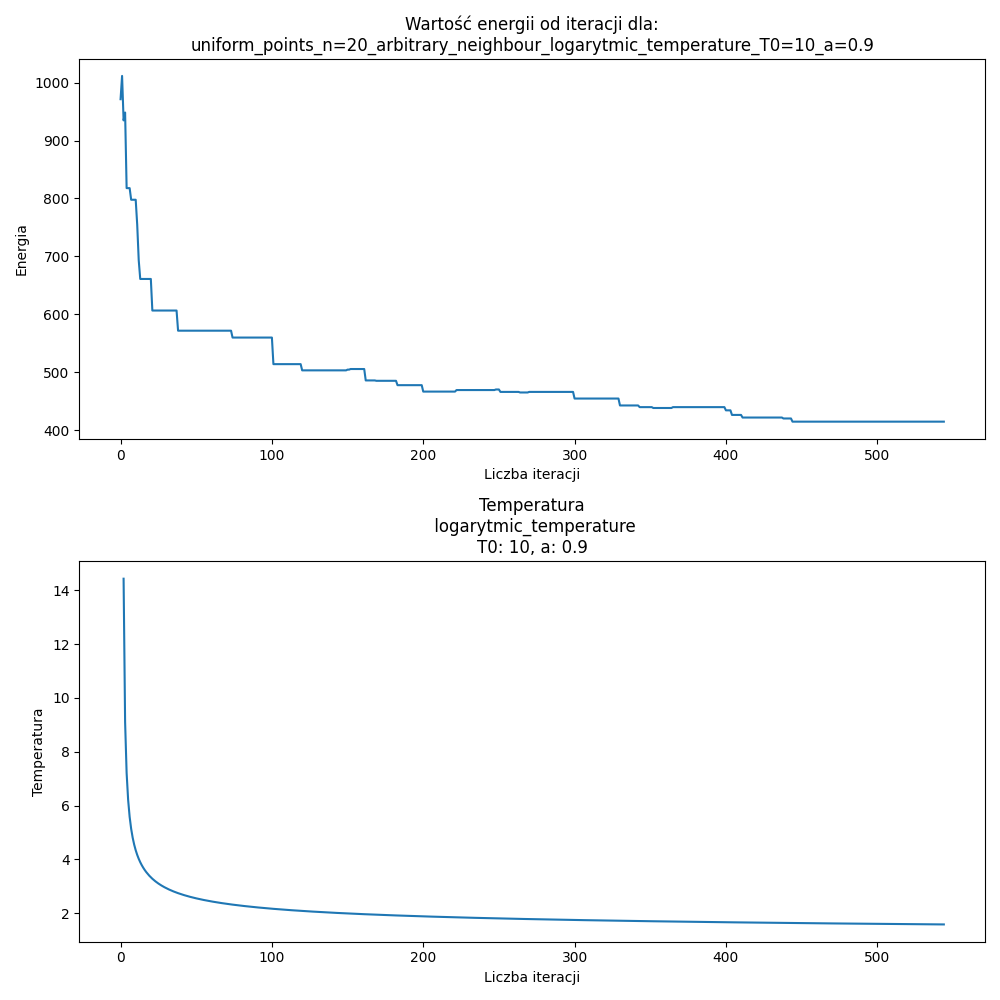 Wartość energii od iteracji dla:
uniform_points_n=20_arbitrary_neighbour_logarytmic_temperature_T0=10_a=0.9
1000
900
800
700
600
500
400
Energia
0 100 200 300 400 500
Liczba iteracji
Temperatura
logarytmic_temperature
T0: 10, a: 0.9
14
12
10
8
6
4
2
Temperatura
0 100 200 300 400 500
Liczba iteracji